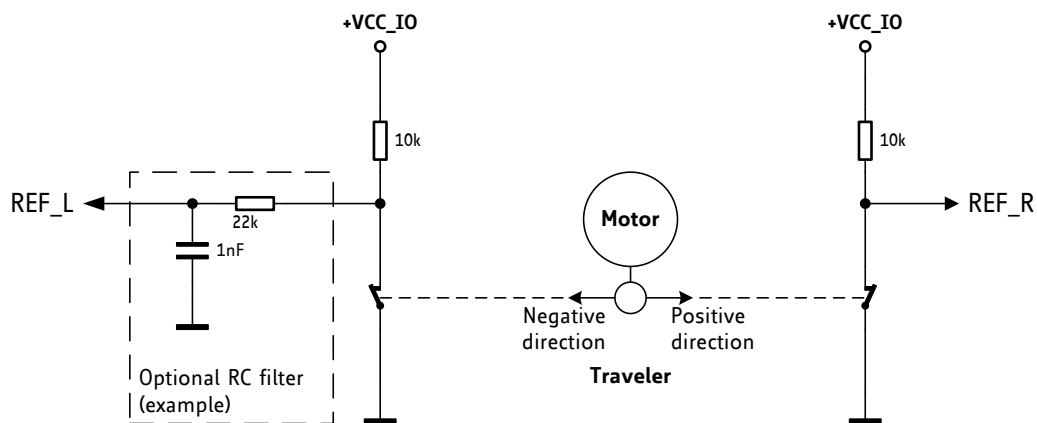 +VCC_IO
+VCC_IO
10k
10k
REF_L
22k
1nF
Motor
REF_R
Negative
direction
Positive
direction
Traveler
Optional RC filter
(example)